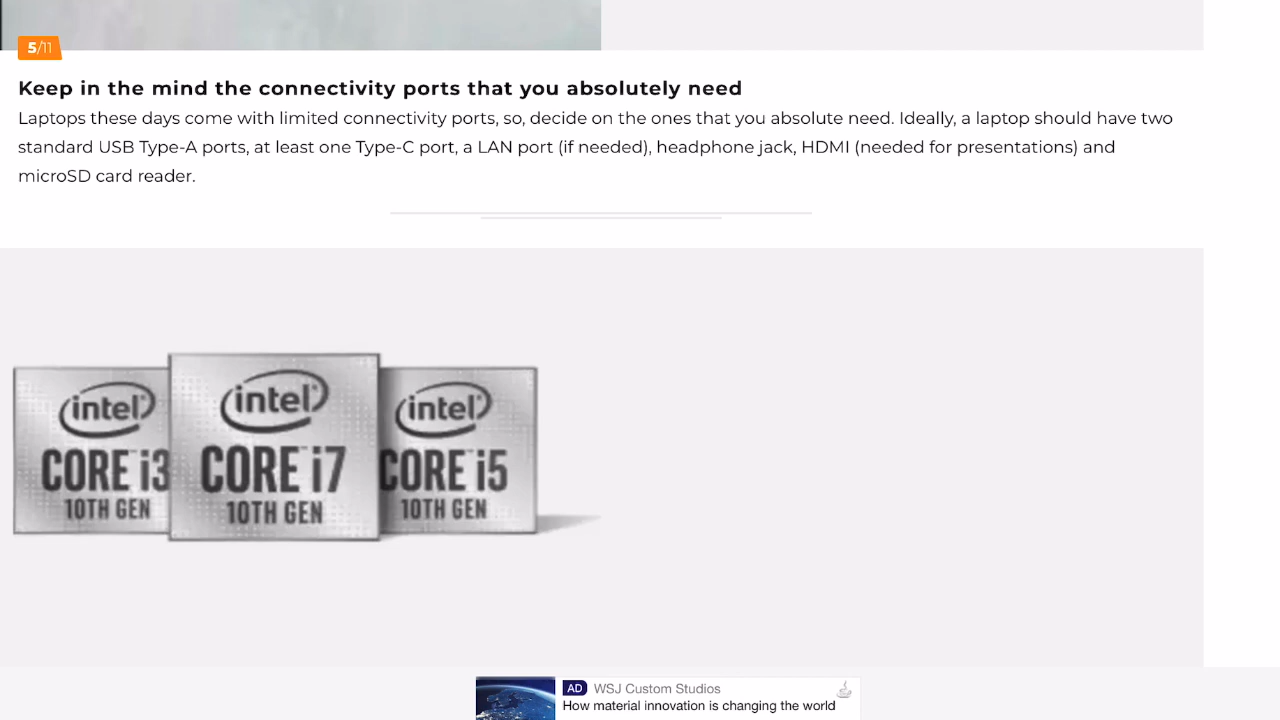 5/11
Keep in the mind the connectivity ports that you absolutely need
Laptops these days come with limited connectivity ports, so, decide on the ones that you absolute need. Ideally, a laptop should have two
standard USB Type-A ports, at least one Type-C port, a LAN port (if needed), headphone jack, HDMI (needed for presentations) and
microSD card reader.
intel
CORE i3
10TH GEN
intel
CORE i7
10TH GEN
intel
CORE i5
10TH GEN
AD WSJ Custom Studios
How material innovation is changing the world